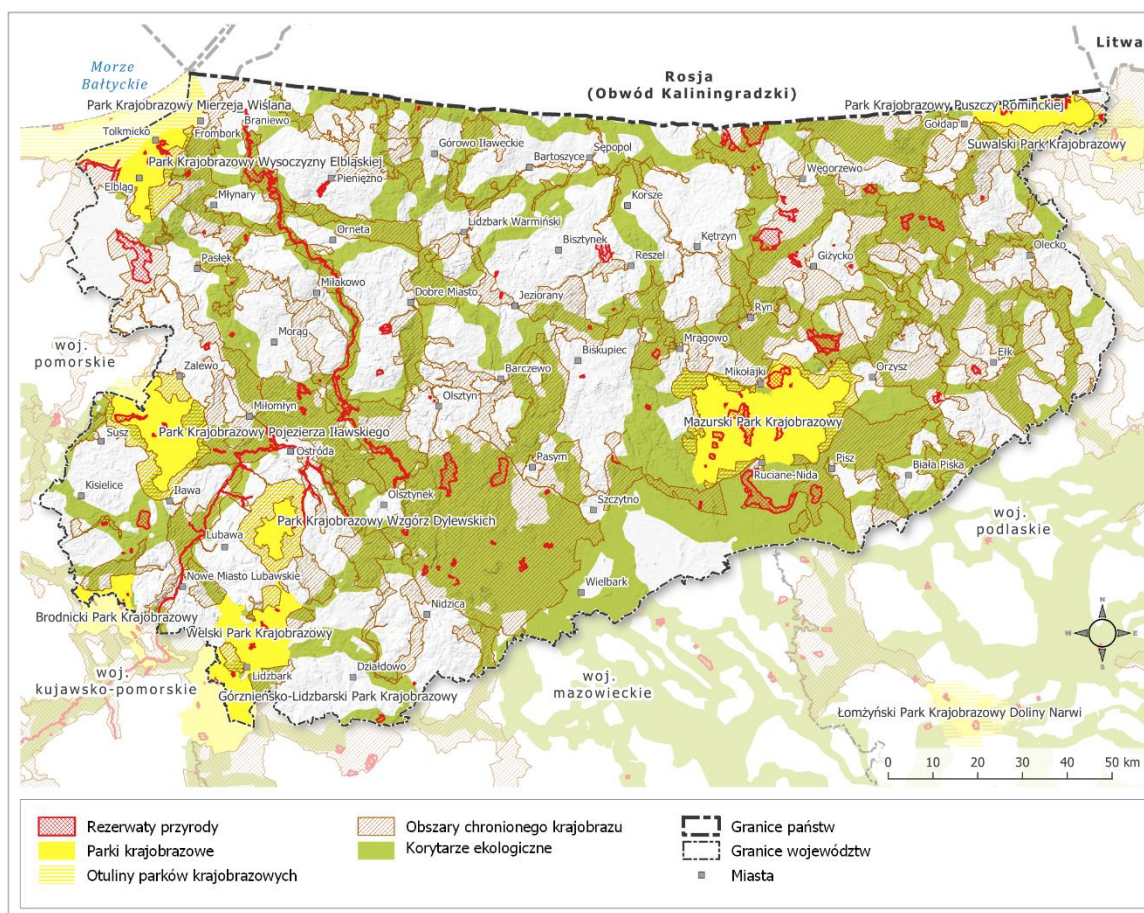 Litwa
Morze
Bałtyckie
Rosja
(Obwód Kaliningradzki)
Park Krajobrazowy Mierzeja Wiślana
Park Krajobrazowy Puszczy Rominckiej
Braniewo
Frombork
Tolkmicko
Gołdap
Górowo Iławeckie
Sępopol
Bartoszyce
Suwalski Park Krajobrazowy
Park Krajobrazowy Wysoczyzny Elbląskiej
Pieniężno
Węgorzewo
Elbląg
Młynary
Korsze
Lidzbark Warmiński
Orneta
Bisztynek
Kętrzyn
Olecko
Pasłęk
Reszel
Giżycko
Miłakowo
Dobre Miasto
Jeziorany
Ryn
Morąg
woj.
pomorskie
Mrągowo
Biskupiec
Ełk
Zalewo
Barczewo
Mikołajki
Orzysz
Olsztyn
Miłomłyn
Mazurski Park Krajobrazowy
Park Krajobrazowy Pojezierza Iławskiego
Susz
Ostróda
Pasym
Pisz
Biała Piska
Ruciane-Nida
Kisielice
Iława
Olsztynek
Szczytno
Park Krajobrazowy Wzgórz Dylewskich
woj.
podlaskie
Lubawa
Nowe Miasto Lubawskie
Wielbark
Nidzica
Brodnicki Park Krajobrazowy
Welski Park Krajobrazowy
woj.
kujawsko-pomorskie
Lidzbark
Działdowo
woj.
mazowieckie
Górznieńsko-Lidzbarski Park Krajobrazowy
Łomżyński Park Krajobrazowy Doliny Narwi
N
W
E
S
0 10 20 30 40 50 km
Rezerwaty przyrody
Parki krajobrazowe
Otuliny parków krajobrazowych
Obszary chronionego krajobrazu
Korytarze ekologiczne
Granice państw
Granice województw
Miasta